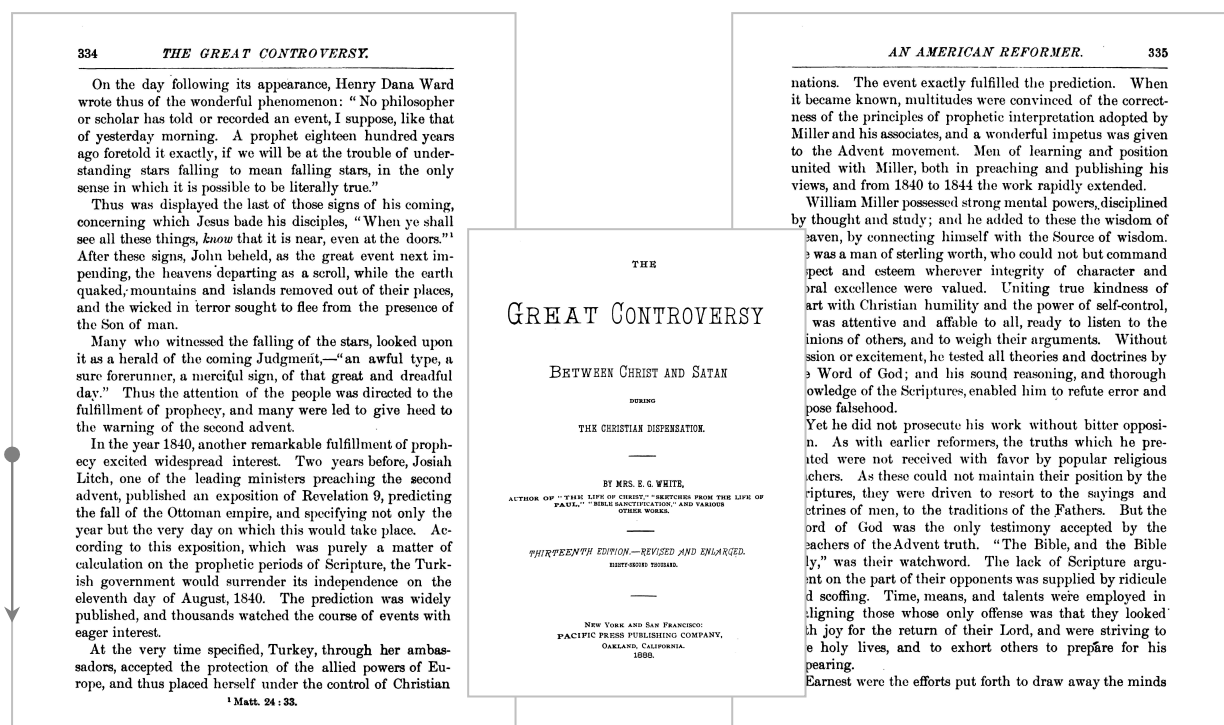 334 THE GREAT CONTROVERSY.
On the day following its appearance, Henry Dana Ward
wrote thus of the wonderful phenomenon: “No philosopher
or scholar has told or recorded an event, I suppose, like that
of yesterday morning. A prophet eighteen hundred years
ago foretold it exactly, if we will be at the trouble of under-
standing stars falling to mean falling stars, in the only
sense in which it is possible to be literally true.”
Thus was displayed the last of those signs of his coming,
concerning which Jesus bade his disciples, “When ye shall
see all these things, know that it is near, even at the doors.”¹
After these signs, John beheld, as the great event next im-
pending, the heavens departing as a scroll, while the earth
quaked, mountains and islands removed out of their places,
and the wicked in terror sought to flee from the presence of
the Son of man.
Many who witnessed the falling of the stars, looked upon
it as a herald of the coming Judgment,—“an awful type, a
sure forerunner, a merciful sign, of that great and dreadful
day.” Thus the attention of the people was directed to the
fulfillment of prophecy, and many were led to give heed to
the warning of the second advent.
In the year 1840, another remarkable fulfillment of proph-
ecy excited widespread interest. Two years before, Josiah
Litch, one of the leading ministers preaching the second
advent, published an exposition of Revelation 9, predicting
the fall of the Ottoman empire, and specifying not only the
year but the very day on which this would take place. Ac-
cording to this exposition, which was purely a matter of
calculation on the prophetic periods of Scripture, the Turk-
ish government would surrender its independence on the
eleventh day of August, 1840. The prediction was widely
published, and thousands watched the course of events with
eager interest.
At the very time specified, Turkey, through her ambas-
sadors, accepted the protection of the allied powers of Eu-
rope, and thus placed herself under the control of Christian
¹ Matt. 24 : 33.
THE
GREAT CONTROVERSY
BETWEEN CHRIST AND SATAN
DURING
THE CHRISTIAN DISPENSATION.
BY MRS. E. G. WHITE,
AUTHOR OF “THE LIFE OF CHRIST,” “SKETCHES FROM THE LIFE OF
PAUL,” “BIBLE SANCTIFICATION,” AND VARIOUS
OTHER WORKS.
THIRTEENTH EDITION.—REVISED AND ENLARGED.
EIGHTY-SECOND THOUSAND.
NEW YORK AND SAN FRANCISCO:
PACIFIC PRESS PUBLISHING COMPANY,
OAKLAND, CALIFORNIA.
1888.
AN AMERICAN REFORMER. 335
nations. The event exactly fulfilled the prediction. When
it became known, multitudes were convinced of the correct-
ness of the principles of prophetic interpretation adopted by
Miller and his associates, and a wonderful impetus was given
to the Advent movement. Men of learning and position
united with Miller, both in preaching and publishing his
views, and from 1840 to 1844 the work rapidly extended.
William Miller possessed strong mental powers, disciplined
by thought and study; and he added to these the wisdom of
eaven, by connecting himself with the Source of wisdom.
e was a man of sterling worth, who could not but command
spect and esteem wherever integrity of character and
oral excellence were valued. Uniting true kindness of
art with Christian humility and the power of self-control,
was attentive and affable to all, ready to listen to the
inions of others, and to weigh their arguments. Without
ssion or excitement, he tested all theories and doctrines by
e Word of God; and his sound reasoning, and thorough
owledge of the Scriptures, enabled him to refute error and
pose falsehood.
Yet he did not prosecute his work without bitter opposi-
n. As with earlier reformers, the truths which he pre-
nted were not received with favor by popular religious
chers. As these could not maintain their position by the
riptures, they were driven to resort to the sayings and
ctrines of men, to the traditions of the Fathers. But the
ord of God was the only testimony accepted by the
eachers of the Advent truth. “The Bible, and the Bible
ly,” was their watchword. The lack of Scripture argu-
ent on the part of their opponents was supplied by ridicule
d scoffing. Time, means, and talents were employed in
ligning those whose only offense was that they looked
th joy for the return of their Lord, and were striving to
e holy lives, and to exhort others to prepare for his
pearing.
Earnest were the efforts put forth to draw away the minds